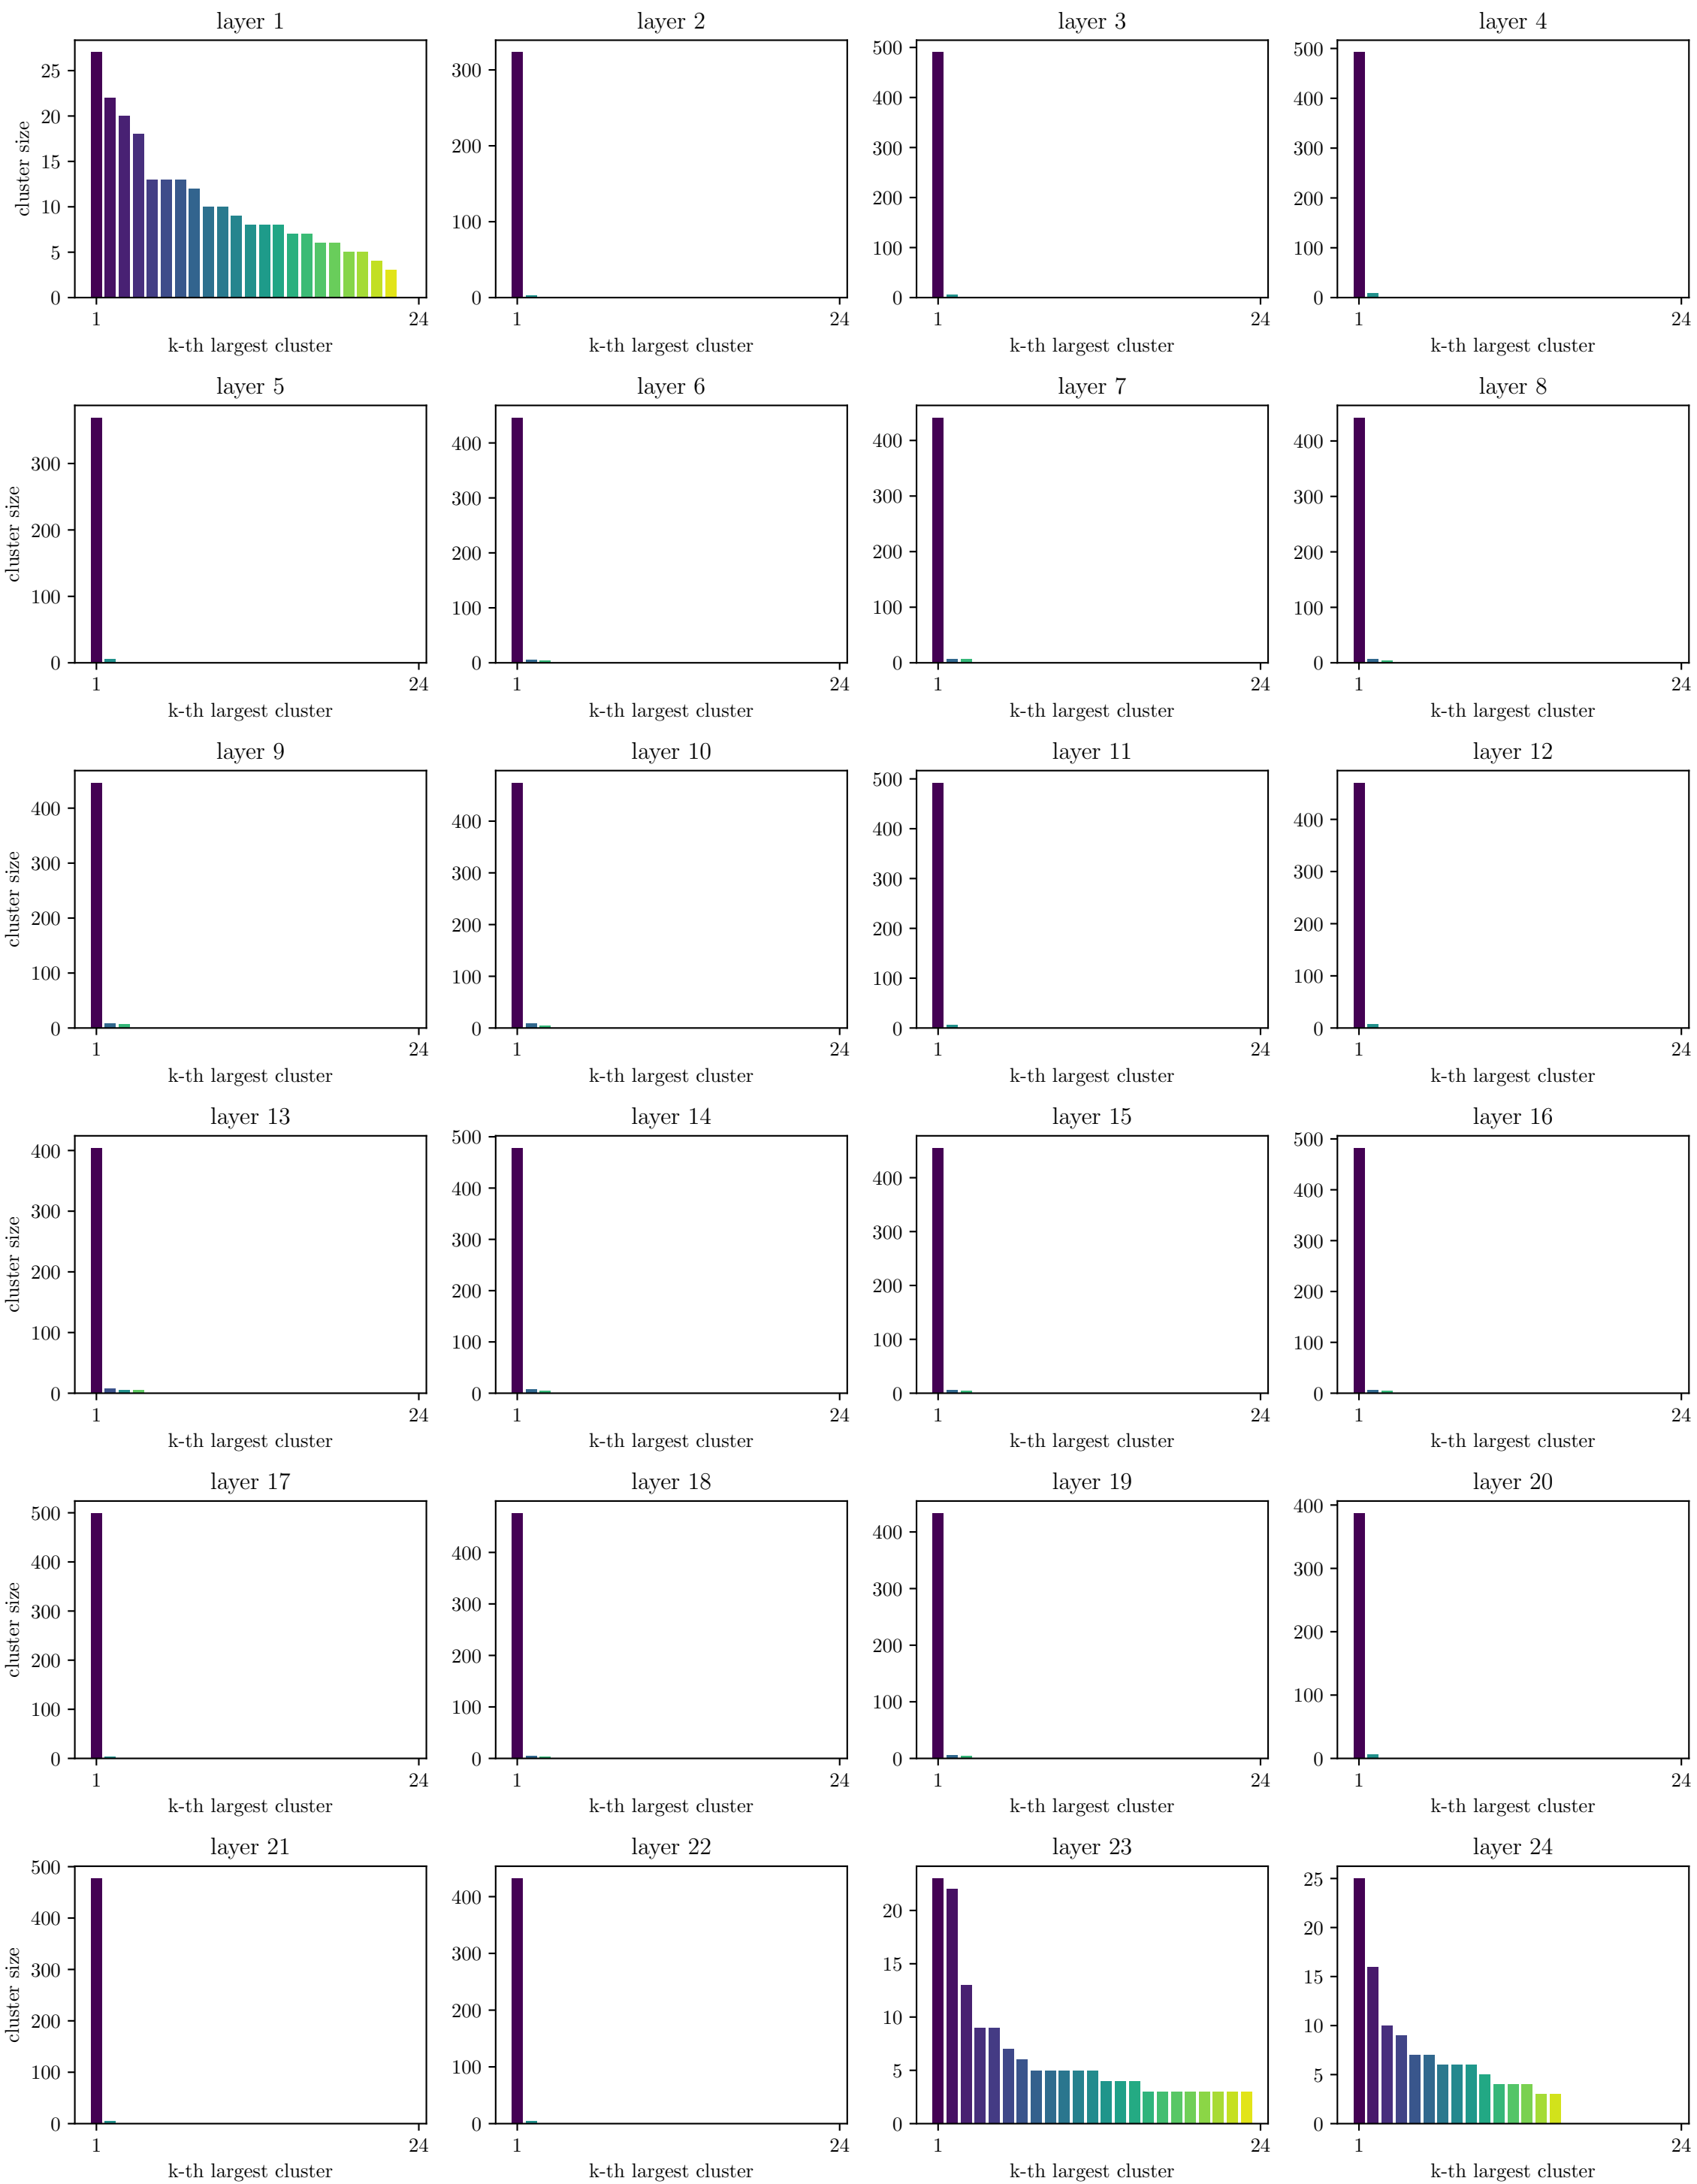 layer 1
layer 2
layer 3
layer 4
cluster size
25
20
15
10
5
0
300
200
100
0
500
400
300
200
100
0
500
400
300
200
100
0
1 24
1 24
1 24
1 24
k-th largest cluster
k-th largest cluster
k-th largest cluster
k-th largest cluster
layer 5
layer 6
layer 7
layer 8
cluster size
300
200
100
0
400
300
200
100
0
400
300
200
100
0
400
300
200
100
0
1 24
1 24
1 24
1 24
k-th largest cluster
k-th largest cluster
k-th largest cluster
k-th largest cluster
layer 9
layer 10
layer 11
layer 12
cluster size
400
300
200
100
0
400
300
200
100
0
500
400
300
200
100
0
400
300
200
100
0
1 24
1 24
1 24
1 24
k-th largest cluster
k-th largest cluster
k-th largest cluster
k-th largest cluster
layer 13
layer 14
layer 15
layer 16
cluster size
400
300
200
100
0
500
400
300
200
100
0
400
300
200
100
0
500
400
300
200
100
0
1 24
1 24
1 24
1 24
k-th largest cluster
k-th largest cluster
k-th largest cluster
k-th largest cluster
layer 17
layer 18
layer 19
layer 20
cluster size
500
400
300
200
100
0
400
300
200
100
0
400
300
200
100
0
400
300
200
100
0
1 24
1 24
1 24
1 24
k-th largest cluster
k-th largest cluster
k-th largest cluster
k-th largest cluster
layer 21
layer 22
layer 23
layer 24
cluster size
500
400
300
200
100
0
400
300
200
100
0
20
15
10
5
0
25
20
15
10
5
0
1 24
1 24
1 24
1 24
k-th largest cluster
k-th largest cluster
k-th largest cluster
k-th largest cluster